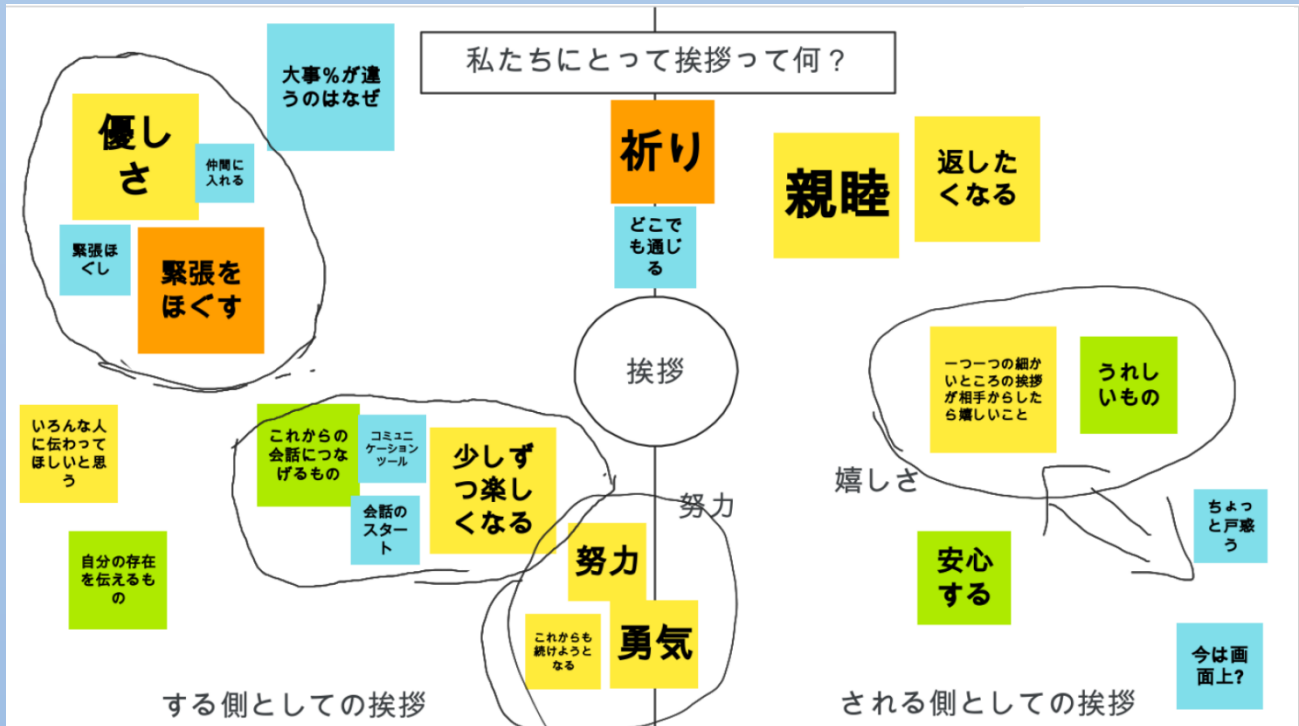 私たちにとって挨拶って何？
大事%が違
うのはなぜ
優し
さ
仲間に
入れる
緊張ほ
ぐし
緊張を
ほぐす
祈り
どこで
も通じ
る
親睦
返した
くなる
挨拶
一つ一つの細か
いところの挨拶
が相手からした
ら嬉しいこと
うれし
いもの
嬉しさ
いろんな人
に伝わって
ほしいと思
う
これからの
会話につな
げるもの
コミュニ
ケーション
ツール
会話の
スター
ト
少しず
つ楽し
くなる
努力
努力
これからも
続けようと
なる
勇気
自分の存在
を伝えるも
の
安心
する
ちょっ
と戸惑
う
今は画
面上?
する側としての挨拶
される側としての挨拶